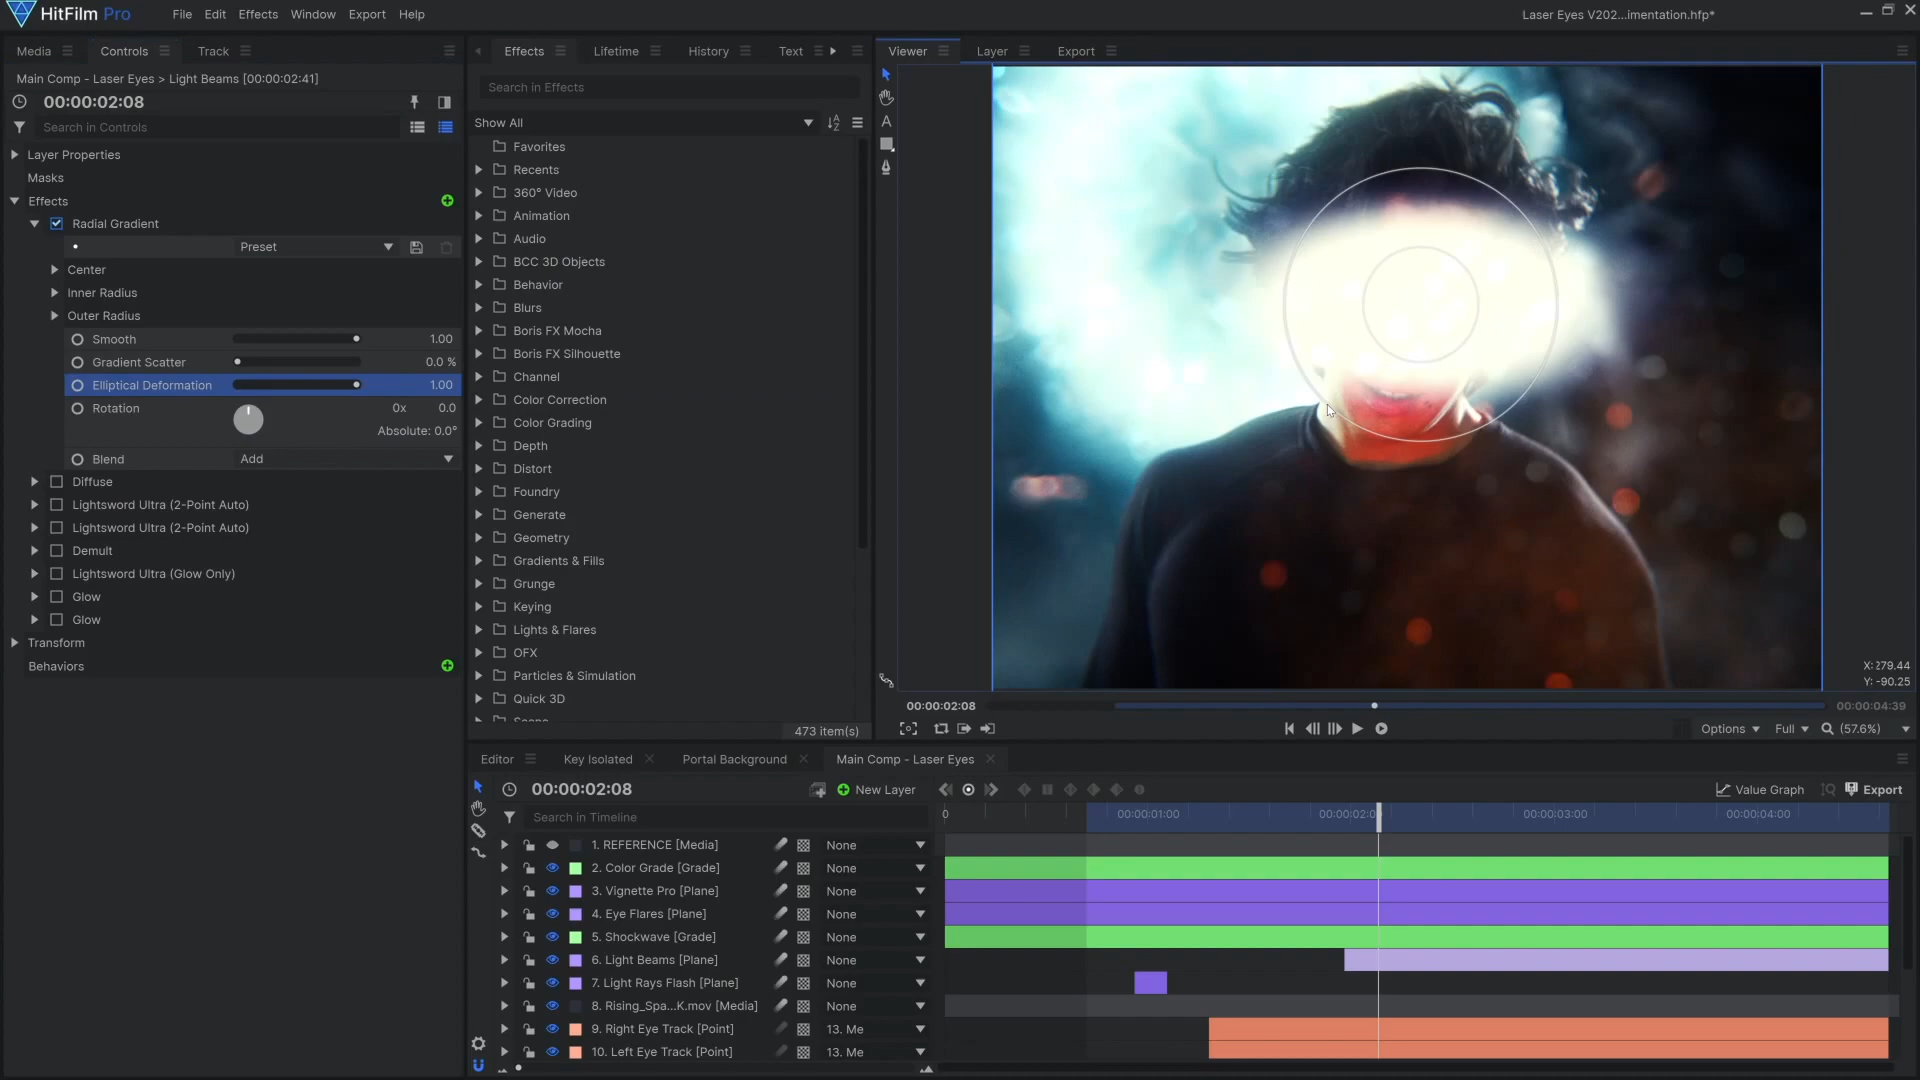 HitFilm Pro
File Edit Effects Window Export Help
Laser Eyes V202...imentation.hfp*
Media Controls Track
Main Comp - Laser Eyes > Light Beams [00:00:02:41]
00:00:02:08
Search in Controls
Layer Properties
Masks
Effects
Radial Gradient
Preset
Center
Inner Radius
Outer Radius
Smooth 1.00
Gradient Scatter 0.0 %
Elliptical Deformation 1.00
Rotation 0x 0.0
Absolute: 0.0°
Blend Add
Diffuse
Lightsword Ultra (2-Point Auto)
Lightsword Ultra (2-Point Auto)
Demult
Lightsword Ultra (Glow Only)
Glow
Glow
Transform
Behaviors
Effects Lifetime History Text
Search in Effects
Show All
Favorites
Recents
360° Video
Animation
Audio
BCC 3D Objects
Behavior
Blurs
Boris FX Mocha
Boris FX Silhouette
Channel
Color Correction
Color Grading
Depth
Distort
Foundry
Generate
Geometry
Gradients & Fills
Grunge
Keying
Lights & Flares
OFX
Particles & Simulation
Quick 3D
473 item(s)
Viewer Layer Export
A
X: 279.44
Y: -90.25
00:00:02:08 00:00:04:39
Options Full (57.6%)
Editor Key Isolated Portal Background Main Comp - Laser Eyes
00:00:02:08 New Layer Value Graph Export
Search in Timeline
0 00:00:01:00 00:00:02:0 00:00:03:00 00:00:04:00
1. REFERENCE [Media] None
2. Color Grade [Grade] None
3. Vignette Pro [Plane] None
4. Eye Flares [Plane] None
5. Shockwave [Grade] None
6. Light Beams [Plane] None
7. Light Rays Flash [Plane] None
8. Rising_Spa...K.mov [Media] None
9. Right Eye Track [Point] 13. Me
10. Left Eye Track [Point] 13. Me